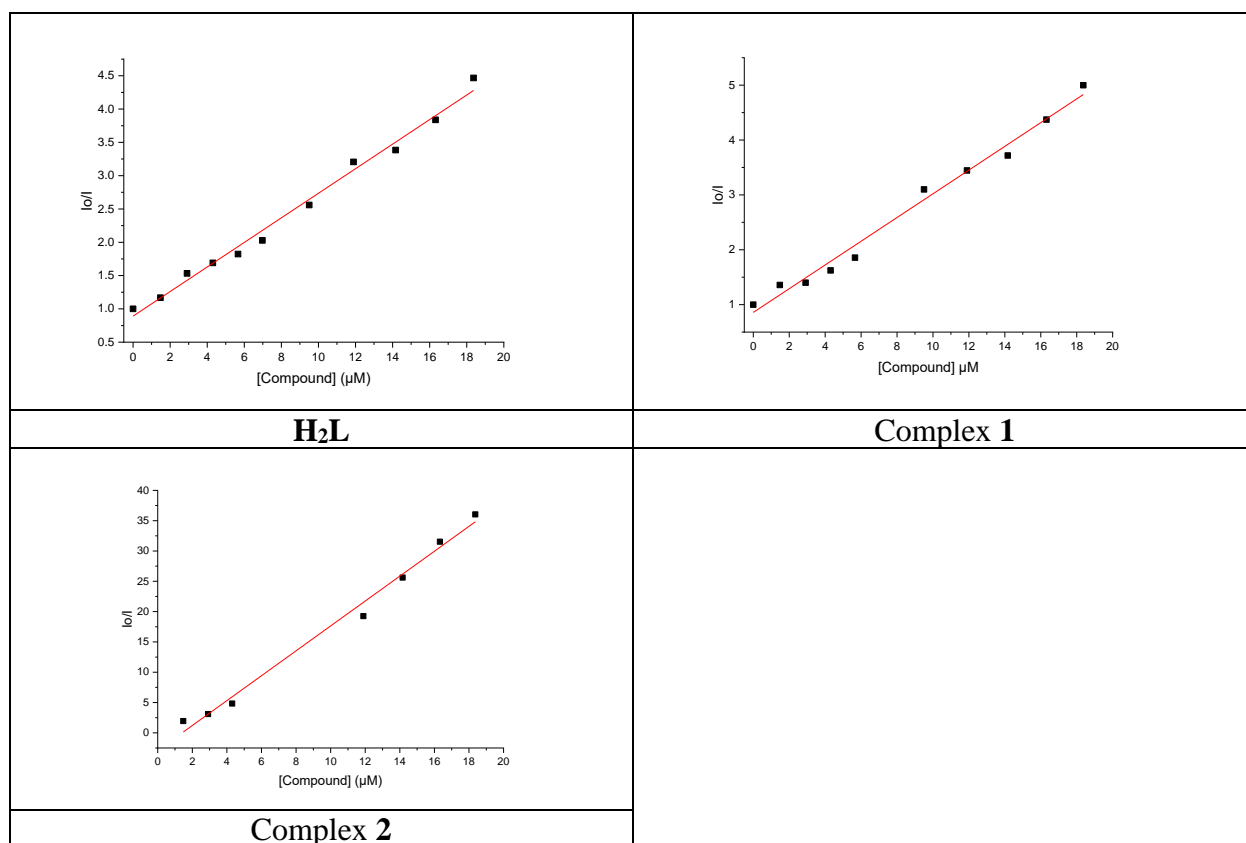 4.5
4.0
3.5
3.0
2.5
2.0
1.5
1.0
0.5
Io/I
0 2 4 6 8 10 12 14 16 18 20
[Compound] (µM)
H₂L
5
4
3
2
1
Io/I
0 2 4 6 8 10 12 14 16 18 20
[Compound] µM
Complex 1
40
35
30
25
20
15
10
5
0
Io/I
0 2 4 6 8 10 12 14 16 18 20
[Compound] (µM)
Complex 2